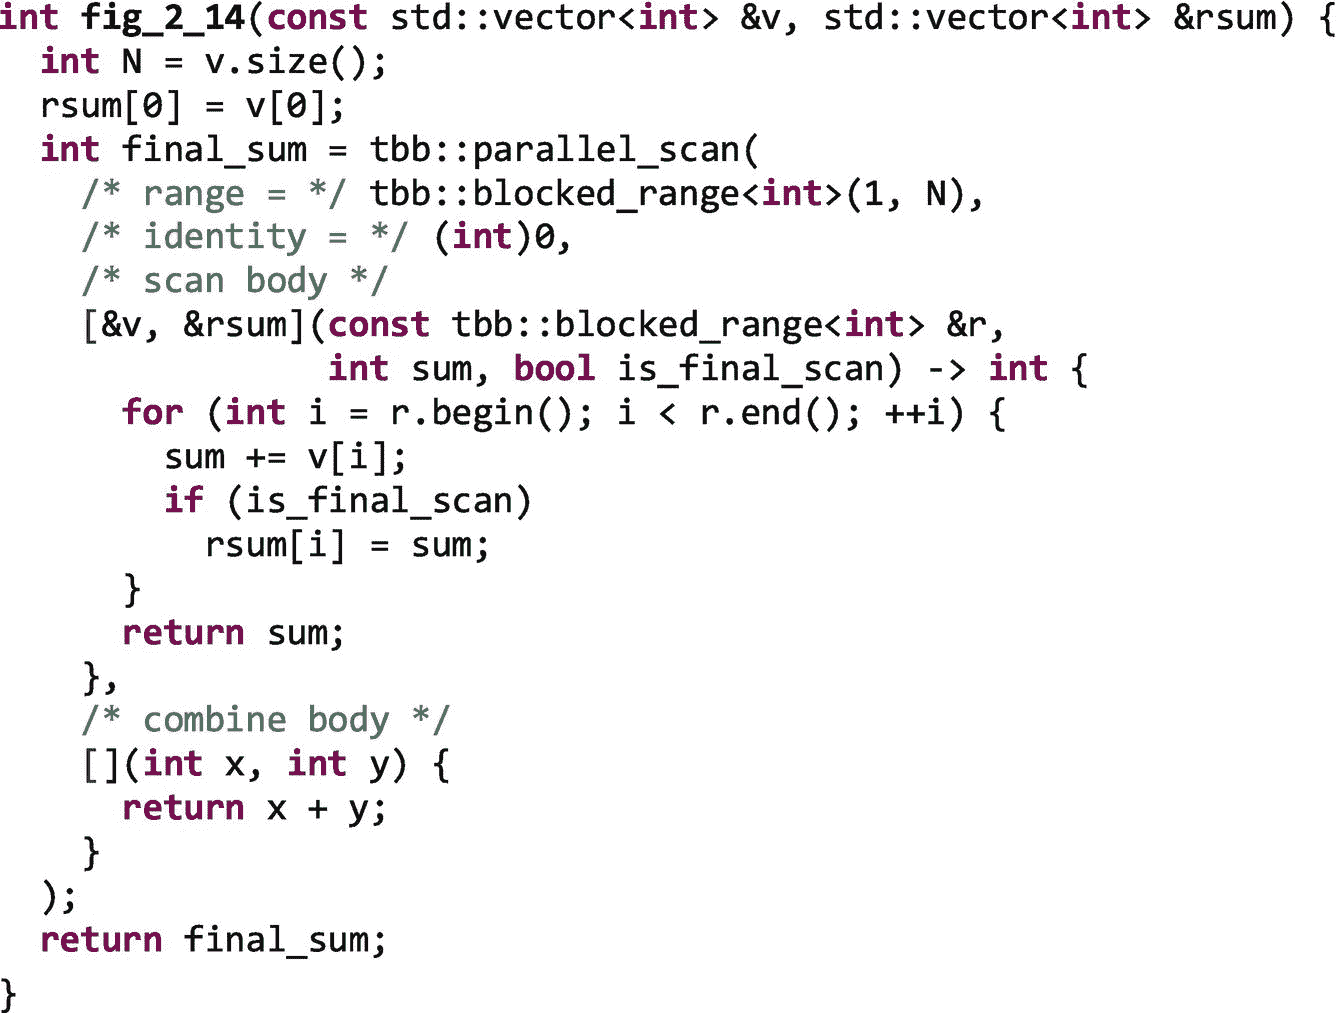 int fig_2_14(const std::vector<int> &v, std::vector<int> &rsum) {
  int N = v.size();
  rsum[0] = v[0];
  int final_sum = tbb::parallel_scan(
    /* range = */ tbb::blocked_range<int>(1, N),
    /* identity = */ (int)0,
    /* scan body */
    [&v, &rsum](const tbb::blocked_range<int> &r,
                int sum, bool is_final_scan) -> int {
      for (int i = r.begin(); i < r.end(); ++i) {
        sum += v[i];
        if (is_final_scan)
          rsum[i] = sum;
      }
      return sum;
    },
    /* combine body */
    [](int x, int y) {
      return x + y;
    }
  );
  return final_sum;
}